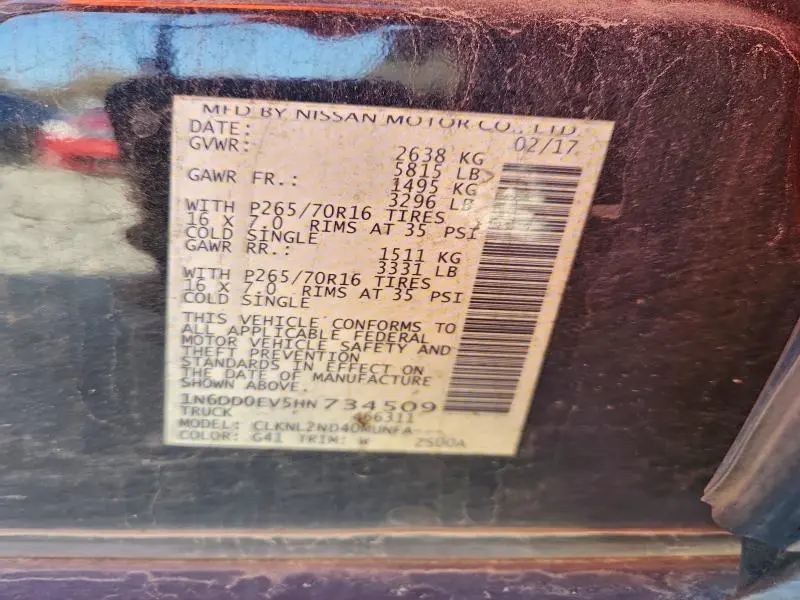 MFD BY NISSAN MOTOR CO., LTD.
DATE: 02/17
GVWR: 2638 KG
5815 LB
GAWR FR.: 1495 KG
3296 LB
WITH P265/70R16 TIRES
16 X 7.0 RIMS AT 35 PSI
COLD SINGLE
GAWR RR.: 1511 KG
3331 LB
WITH P265/70R16 TIRES
16 X 7.0 RIMS AT 35 PSI
COLD SINGLE
THIS VEHICLE CONFORMS TO
ALL APPLICABLE FEDERAL
MOTOR VEHICLE SAFETY AND
THEFT PREVENTION
STANDARDS IN EFFECT ON
THE DATE OF MANUFACTURE
SHOWN ABOVE.
1N6DD0EV5HN 734509
TRUCK
MODEL: CLKNL2ND40MUNFA
COLOR: G41 TRIM: W 2500A